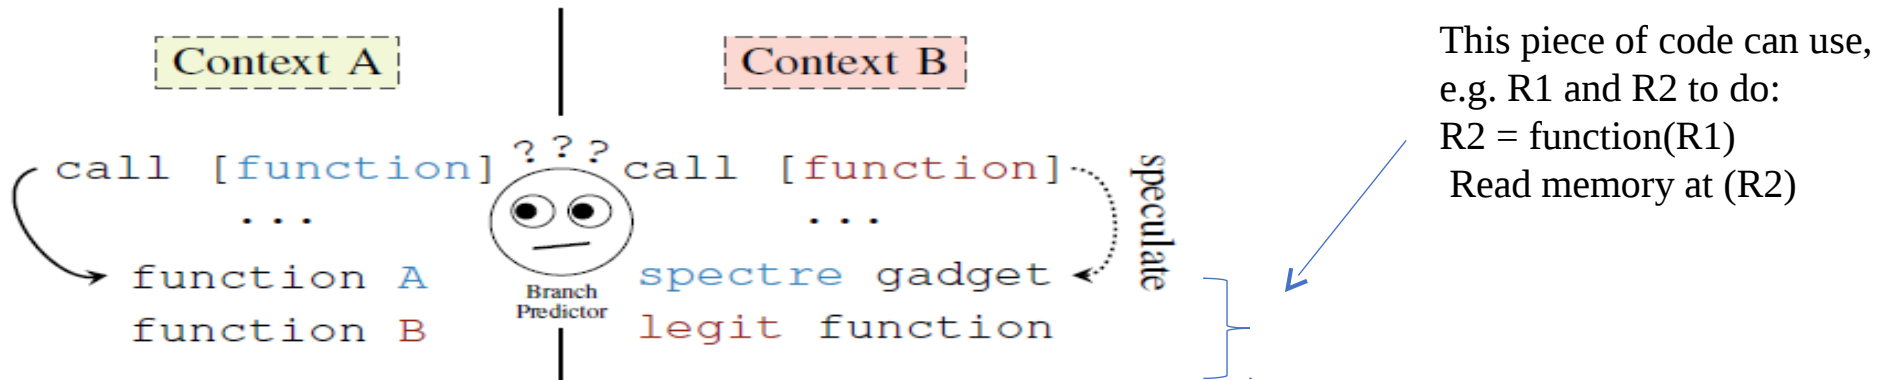 Context A
Context B
This piece of code can use,
e.g. R1 and R2 to do:
R2 = function(R1)
Read memory at (R2)
call [function]
...
function A
function B
? ? ?
Branch
Predictor
call [function]
...
spectre gadget
legit function
speculate